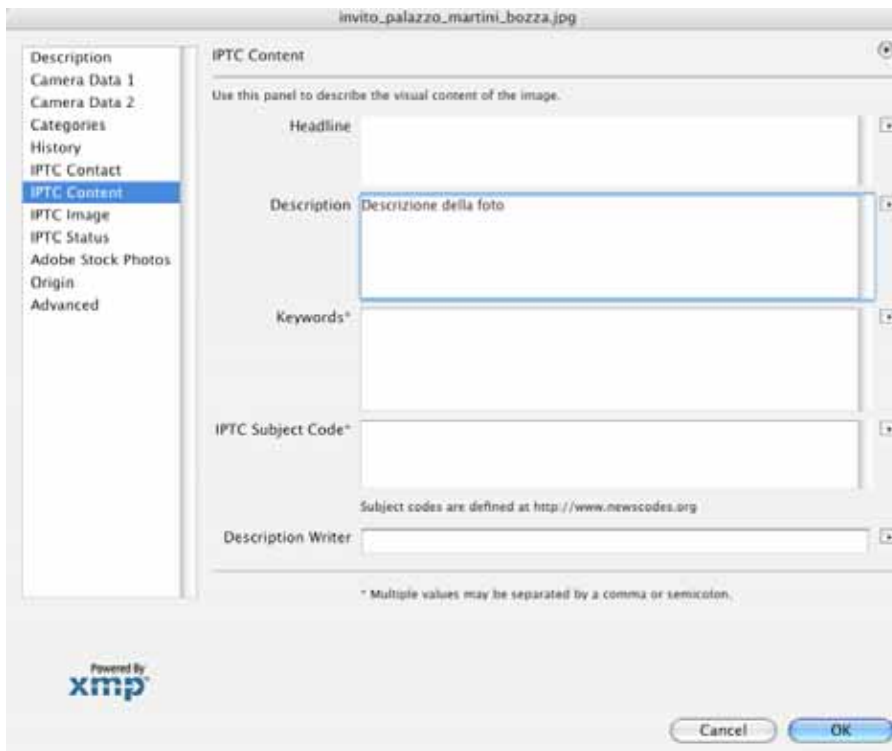 invito_palazzo_martini_bozza.jpg
Description
Camera Data 1
Camera Data 2
Categories
History
IPTC Contact
IPTC Content
IPTC Image
IPTC Status
Adobe Stock Photos
Origin
Advanced
IPTC Content
Use this panel to describe the visual content of the image.
Headline
Description
Descrizione della foto
Keywords*
IPTC Subject Code*
Subject codes are defined at http://www.newscodes.org
Description Writer
* Multiple values may be separated by a comma or semicolon.
Powered By
xmp
Cancel
OK